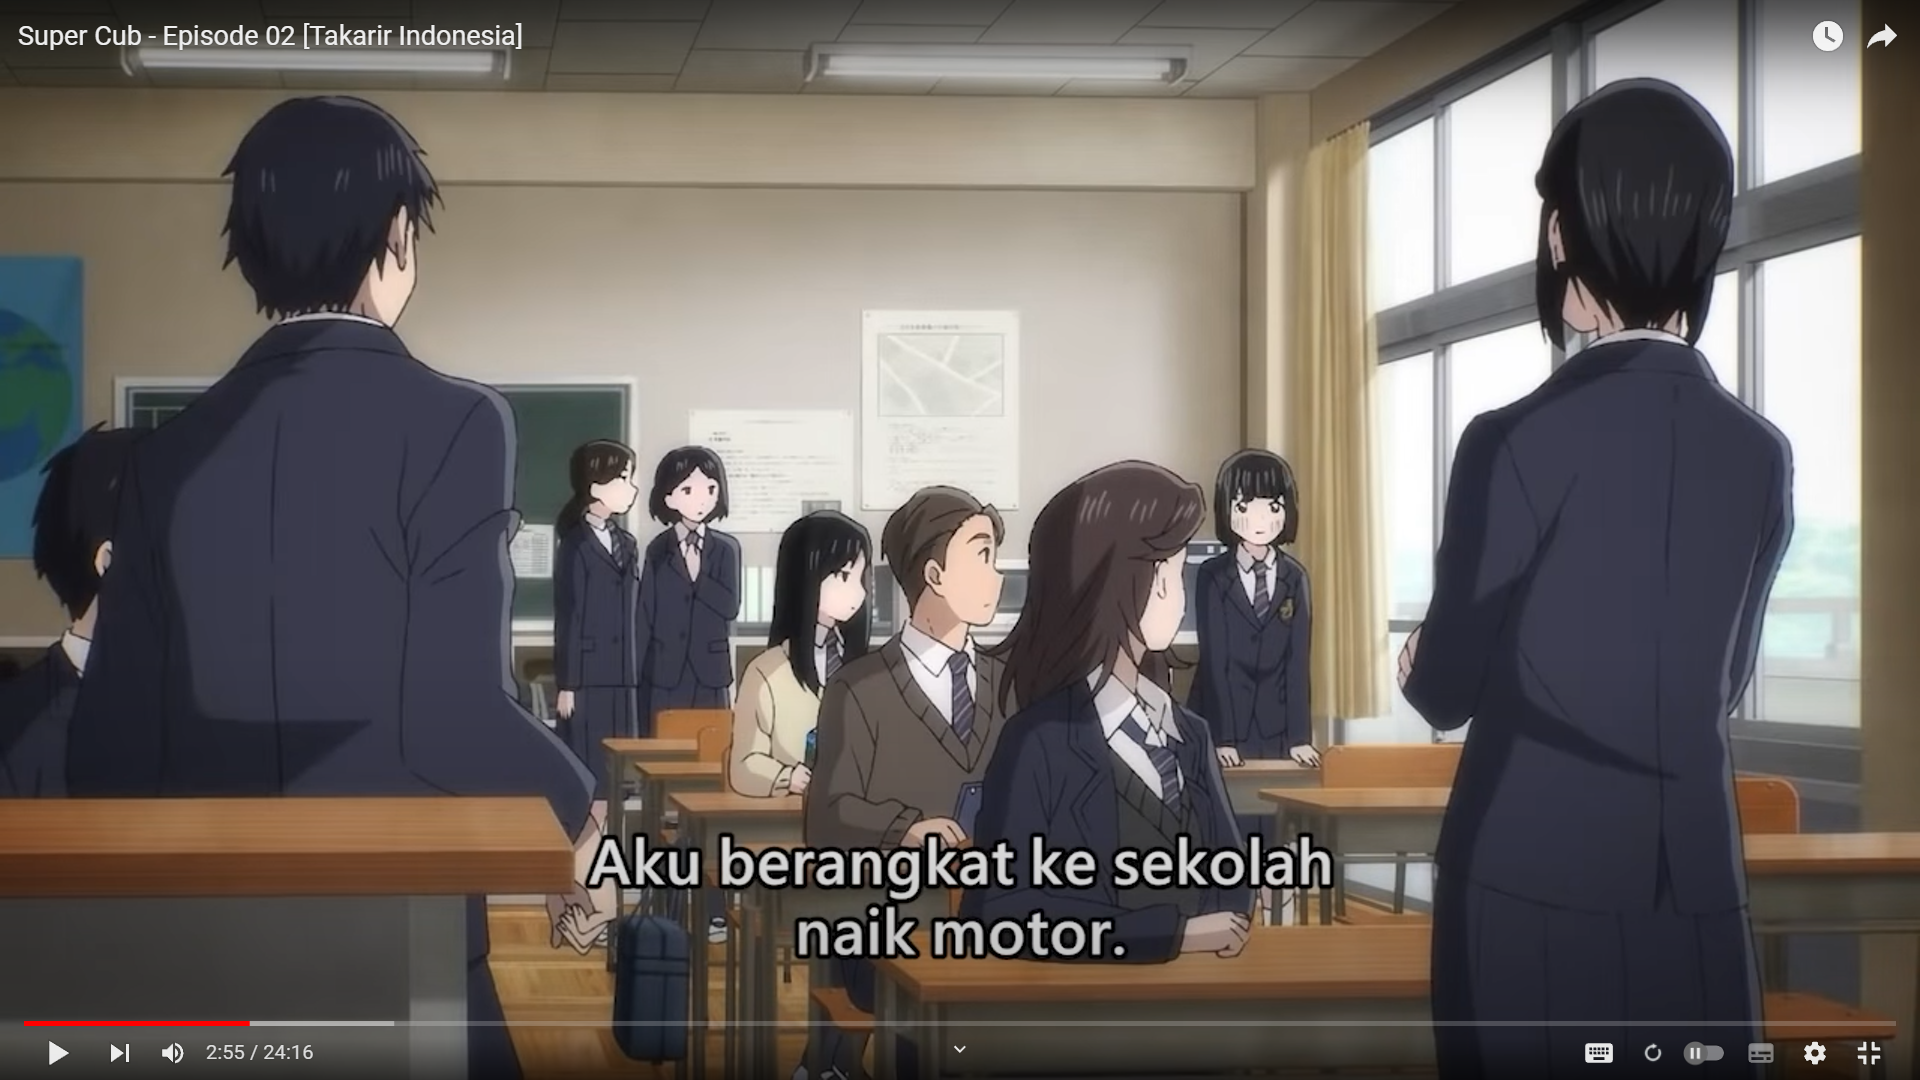 Super Cub - Episode 02 [Takarir Indonesia]
Aku berangkat ke sekolah
naik motor.
2:55 / 24:16